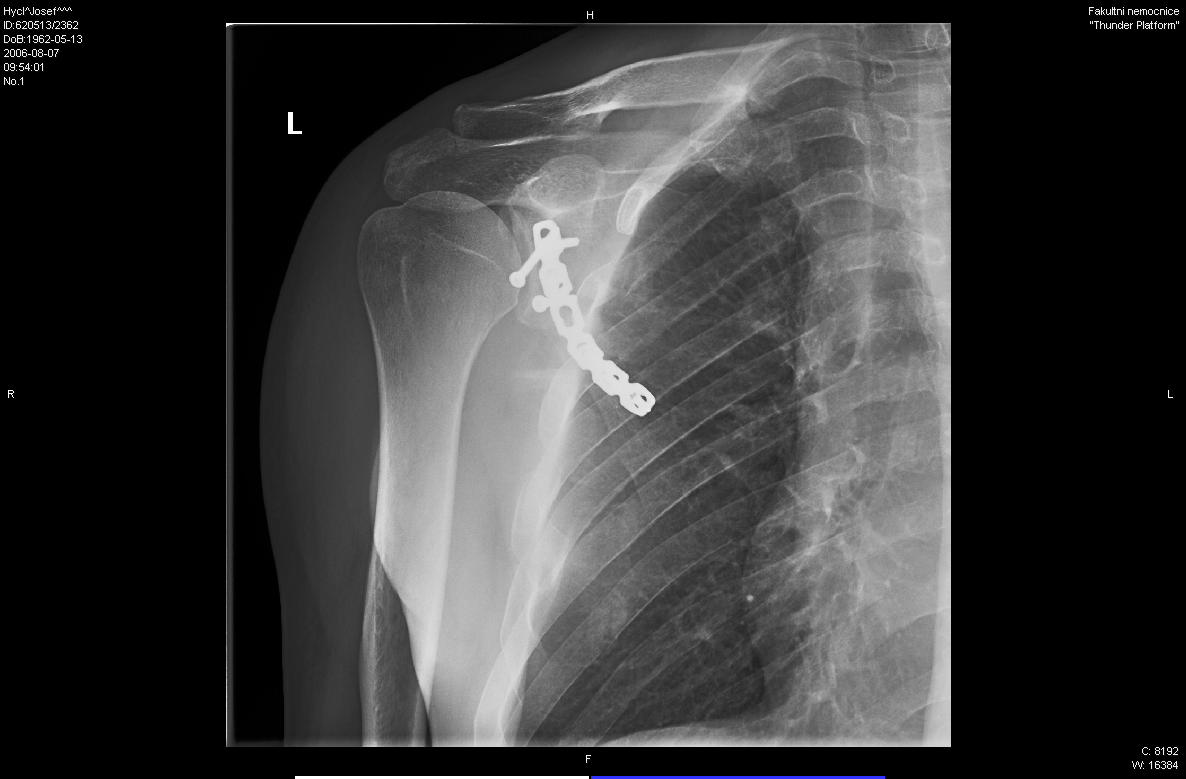 Hycl^Josef^^^
ID:620513/2362
DoB:1962-05-13
2006-08-07
09:54:01
No.1
H
Fakultni nemocnice
"Thunder Platform"
L
R
L
F
C: 8192
W: 16384